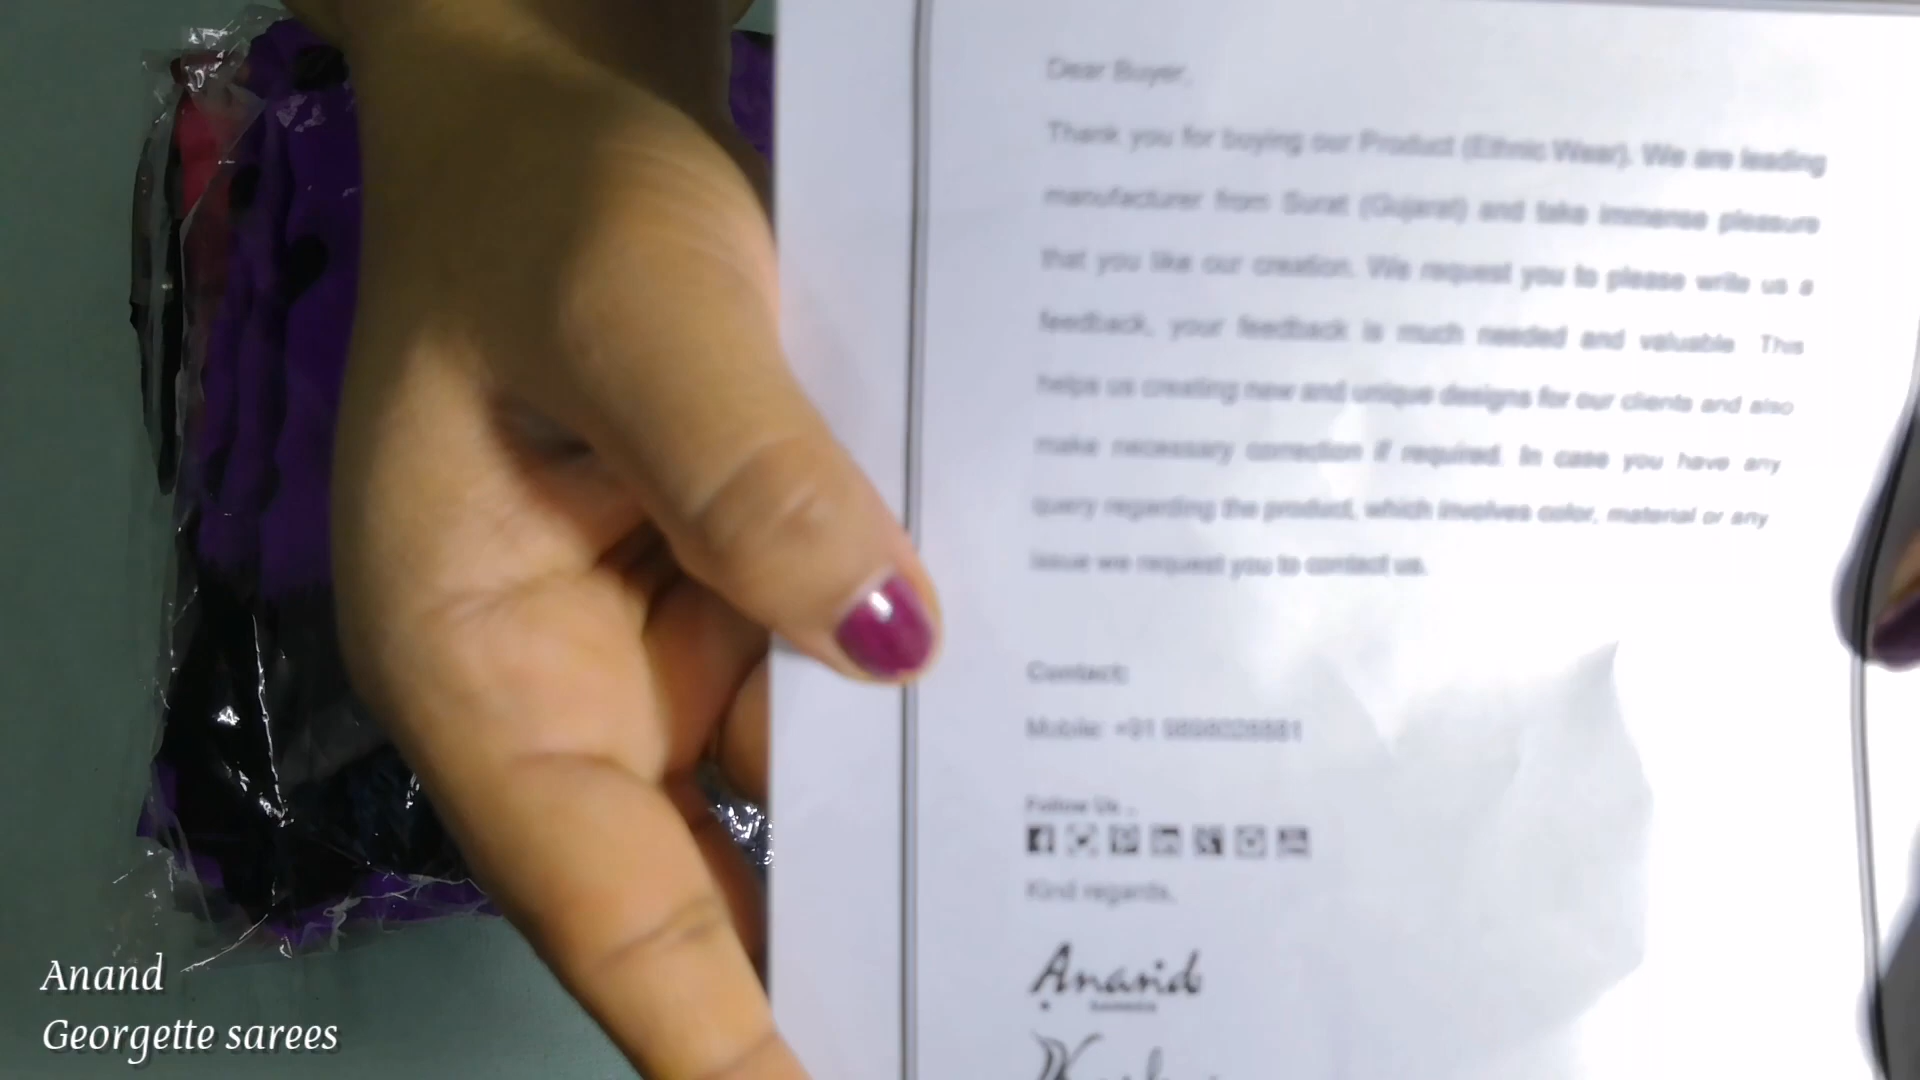 Dear Buyer,
Thank you for buying our Product (Ethnic Wear). We are leading
manufacturer from Surat (Gujarat) and take immense pleasure
that you like our creation. We request you to please write us a
feedback, your feedback is much needed and valuable. This
helps us creating new and unique designs for our clients and also
make necessary correction if required. In case you have any
query regarding the product, which involves color, material or any
issue we request you to contact us.
Contact:
Mobile: +91
Follow Us ..
Kind regards,
Anand
Anand
Georgette sarees